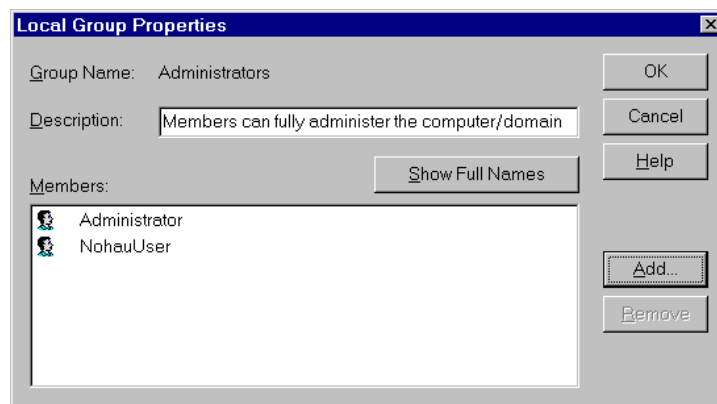 Local Group Properties
Group Name: Administrators
OK
Description: Members can fully administer the computer/domain
Cancel
Show Full Names
Help
Members:
Administrator
NohauUser
Add...
Remove